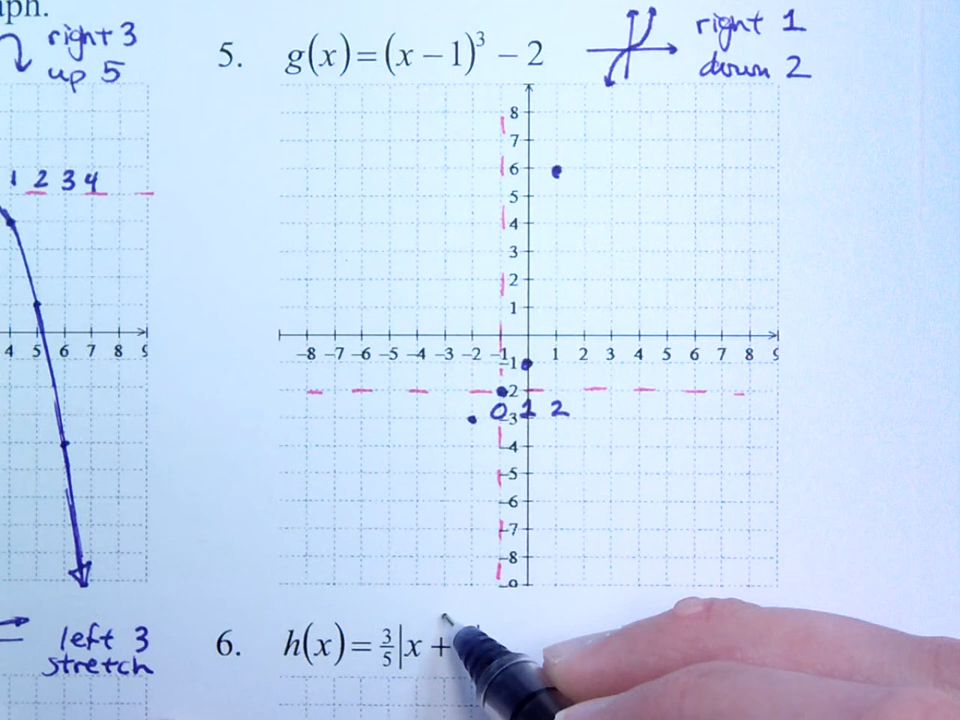 aph.
right 3
up 5
5. g(x) = (x − 1)³ − 2
right 1
down 2
8
7
6
5
4
3
2
1
1 2 3 4
4 5 6 7 8 9
−8 −7 −6 −5 −4 −3 −2 −1 1 2 3 4 5 6 7 8 9
−1
−2
0 1 2
−3
−4
−5
−6
−7
−8
−9
left 3
stretch
6. h(x) = 3/5|x +